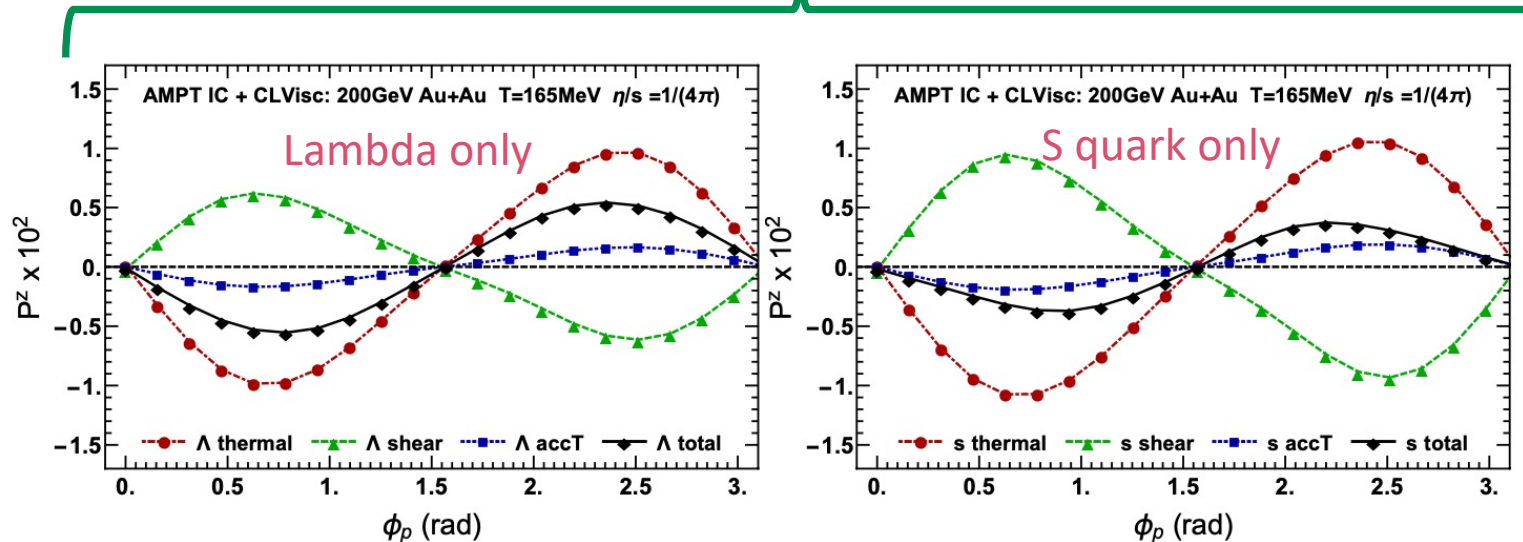 AMPT IC + CLVisc: 200GeV Au+Au T=165MeV η/s =1/(4π)
Lambda only
P^z x 10^2
1.5
1.
0.5
0.
−0.5
−1.
−1.5
Λ thermal Λ shear Λ accT Λ total
0. 0.5 1. 1.5 2. 2.5 3.
ϕ_p (rad)
AMPT IC + CLVisc: 200GeV Au+Au T=165MeV η/s =1/(4π)
S quark only
P^z x 10^2
1.5
1.
0.5
0.
−0.5
−1.
−1.5
s thermal s shear s accT s total
0. 0.5 1. 1.5 2. 2.5 3.
ϕ_p (rad)